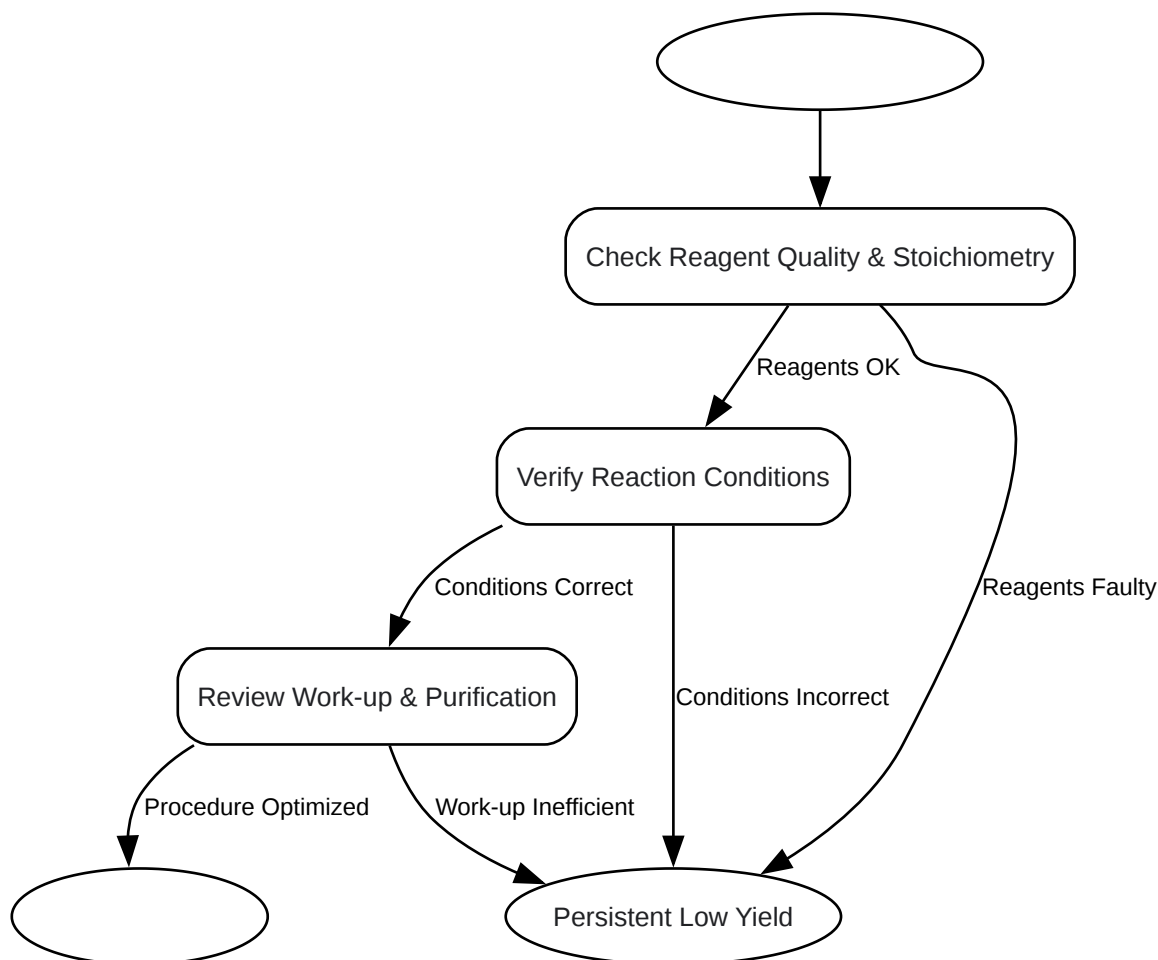 Check Reagent Quality & Stoichiometry
Reagents OK
Verify Reaction Conditions
Conditions Correct
Reagents Faulty
Review Work-up & Purification
Conditions Incorrect
Procedure Optimized
Work-up Inefficient
Persistent Low Yield